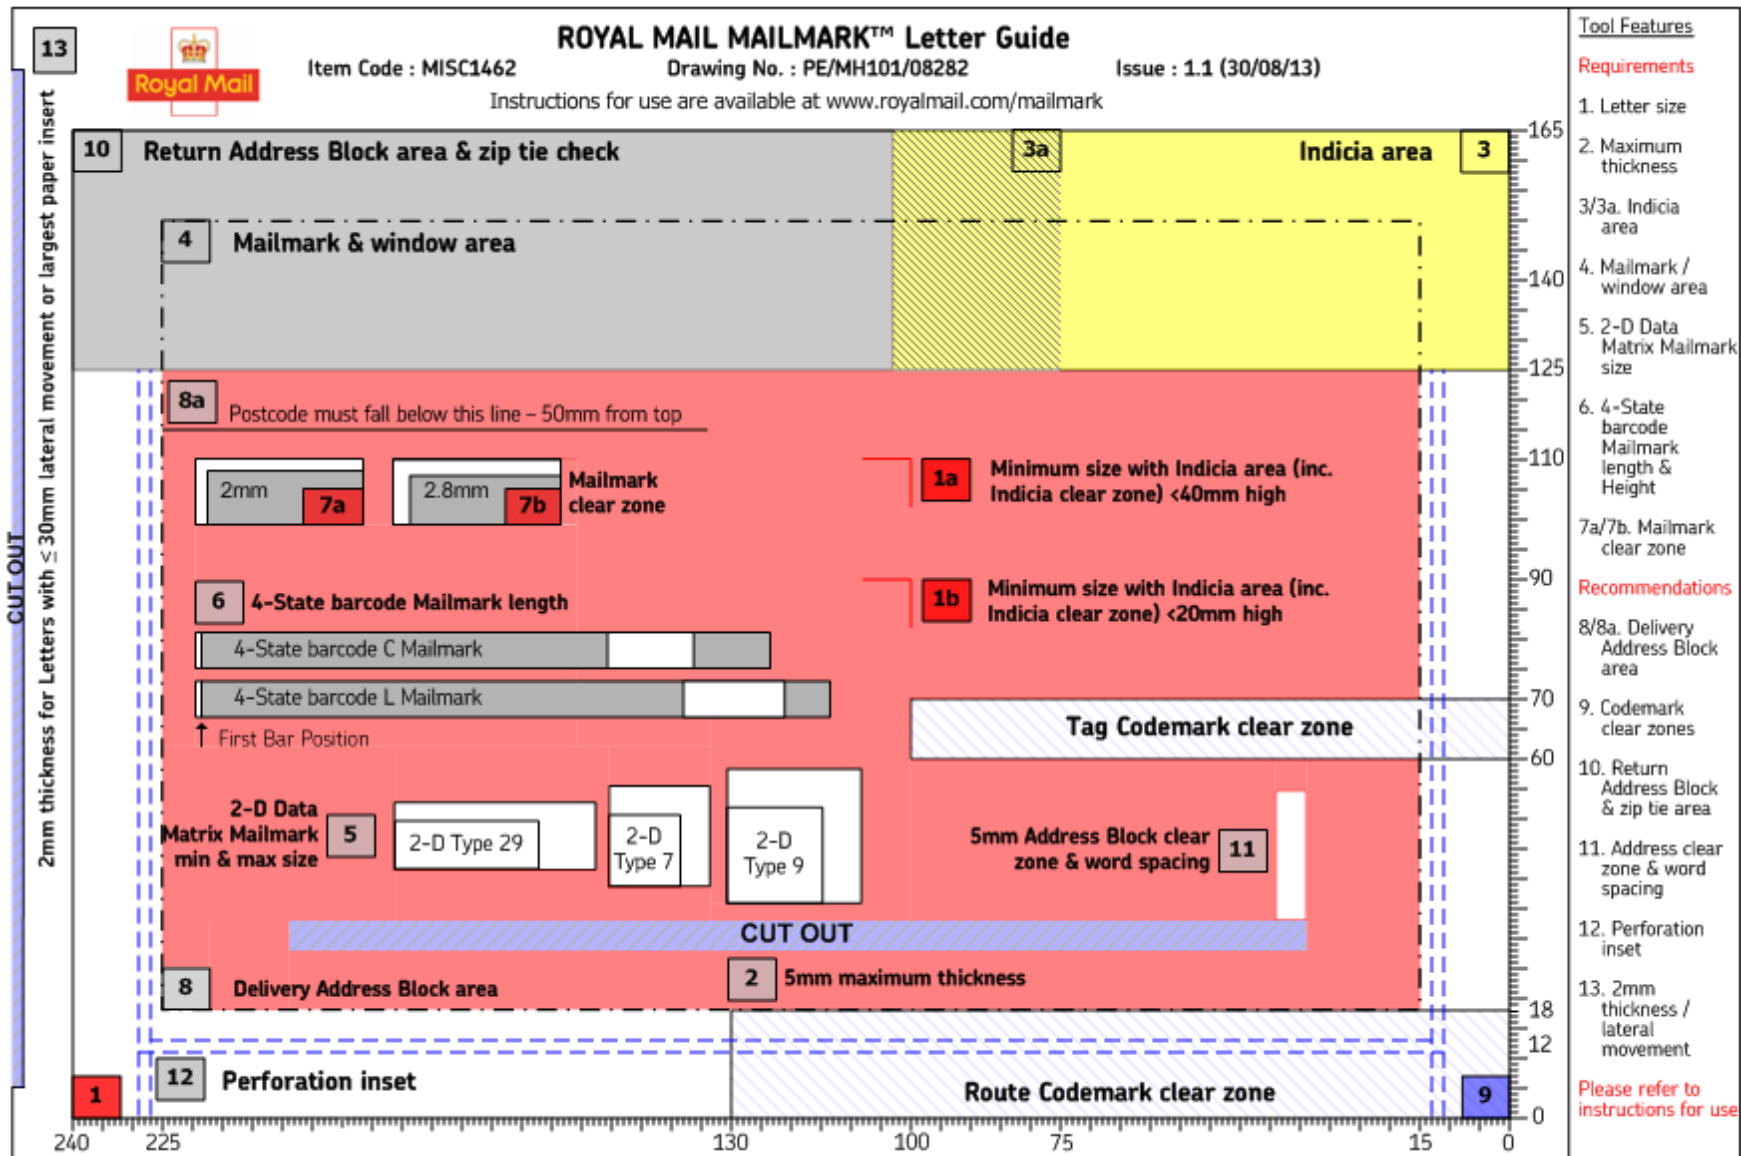 13
Royal Mail
ROYAL MAIL MAILMARK™ Letter Guide
Item Code : MISC1462
Drawing No. : PE/MH101/08282
Issue : 1.1 (30/08/13)
Instructions for use are available at www.royalmail.com/mailmark
CUT OUT
2mm thickness for Letters with ≤ 30mm lateral movement or largest paper insert
10
Return Address Block area & zip tie check
3a
Indicia area
3
4
Mailmark & window area
8a
Postcode must fall below this line – 50mm from top
2mm
7a
2.8mm
7b
Mailmark
clear zone
1a
Minimum size with Indicia area (inc.
Indicia clear zone) <40mm high
6
4-State barcode Mailmark length
1b
Minimum size with Indicia area (inc.
Indicia clear zone) <20mm high
4-State barcode C Mailmark
4-State barcode L Mailmark
First Bar Position
Tag Codemark clear zone
2-D Data
Matrix Mailmark
min & max size
5
2-D Type 29
2-D
Type 7
2-D
Type 9
5mm Address Block clear
zone & word spacing
11
CUT OUT
8
Delivery Address Block area
2
5mm maximum thickness
12
Perforation inset
1
Route Codemark clear zone
9
165
140
125
110
90
70
60
18
12
0
240
225
130
100
75
15
0
Tool Features
Requirements
1. Letter size
2. Maximum
thickness
3/3a. Indicia
area
4. Mailmark /
window area
5. 2-D Data
Matrix Mailmark
size
6. 4-State
barcode
Mailmark
length &
Height
7a/7b. Mailmark
clear zone
Recommendations
8/8a. Delivery
Address Block
area
9. Codemark
clear zones
10. Return
Address Block
& zip tie area
11. Address clear
zone & word
spacing
12. Perforation
inset
13. 2mm
thickness /
lateral
movement
Please refer to
instructions for use